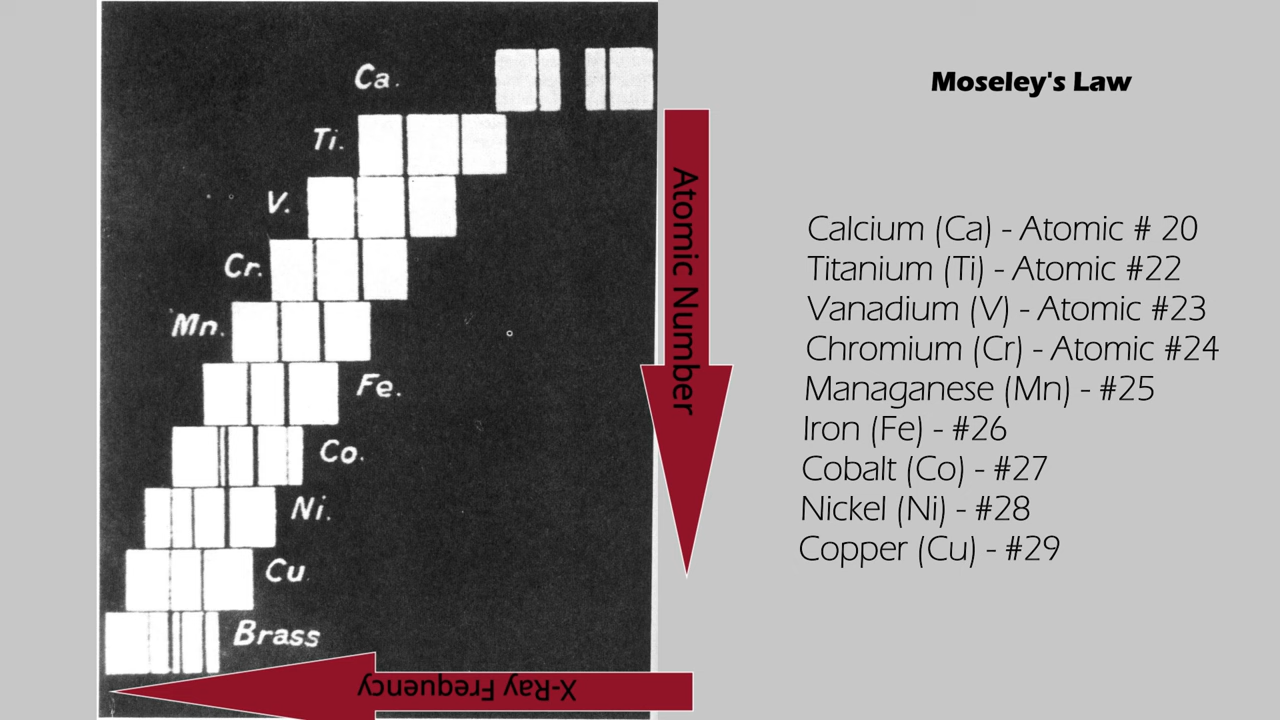 Moseley's Law
Ca.
Ti.
V.
Cr.
Mn.
Fe.
Co.
Ni.
Cu.
Brass
Atomic Number
X-Ray Frequency
Calcium (Ca) - Atomic # 20
Titanium (Ti) - Atomic #22
Vanadium (V) - Atomic #23
Chromium (Cr) - Atomic #24
Managanese (Mn) - #25
Iron (Fe) - #26
Cobalt (Co) - #27
Nickel (Ni) - #28
Copper (Cu) - #29